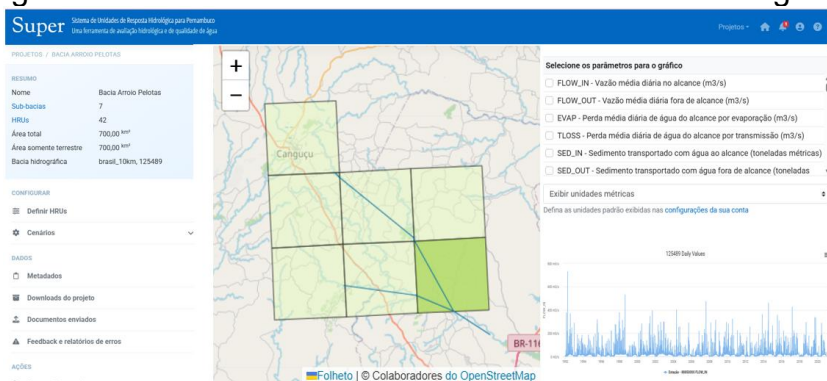 Super
Sistema de Unidades de Resposta Hidrológica para Pernambuco
Uma ferramenta de avaliação hidrológica e de qualidade de água
Projetos
PROJETOS / BACIA ARROIO PELOTAS
RESUMO
Nome Bacia Arroio Pelotas
Sub-bacias 7
HRUs 42
Área total 700,00 km²
Área somente terrestre 700,00 km²
Bacia hidrográfica brasil_10km, 125489
CONFIGURAR
Definir HRUs
Cenários
DADOS
Metadados
Downloads do projeto
Documentos enviados
Feedback e relatórios de erros
AÇÕES
+
−
Canguçu
BR-116
Folheto | © Colaboradores do OpenStreetMap
Selecione os parâmetros para o gráfico
FLOW_IN - Vazão média diária no alcance (m3/s)
FLOW_OUT - Vazão média diária fora de alcance (m3/s)
EVAP - Perda média diária de água do alcance por evaporação (m3/s)
TLOSS - Perda média diária de água do alcance por transmissão (m3/s)
SED_IN - Sedimento transportado com água ao alcance (toneladas métricas)
SED_OUT - Sedimento transportado com água fora de alcance (toneladas
Exibir unidades métricas
Defina as unidades padrão exibidas nas configurações da sua conta
125489 Daily Values